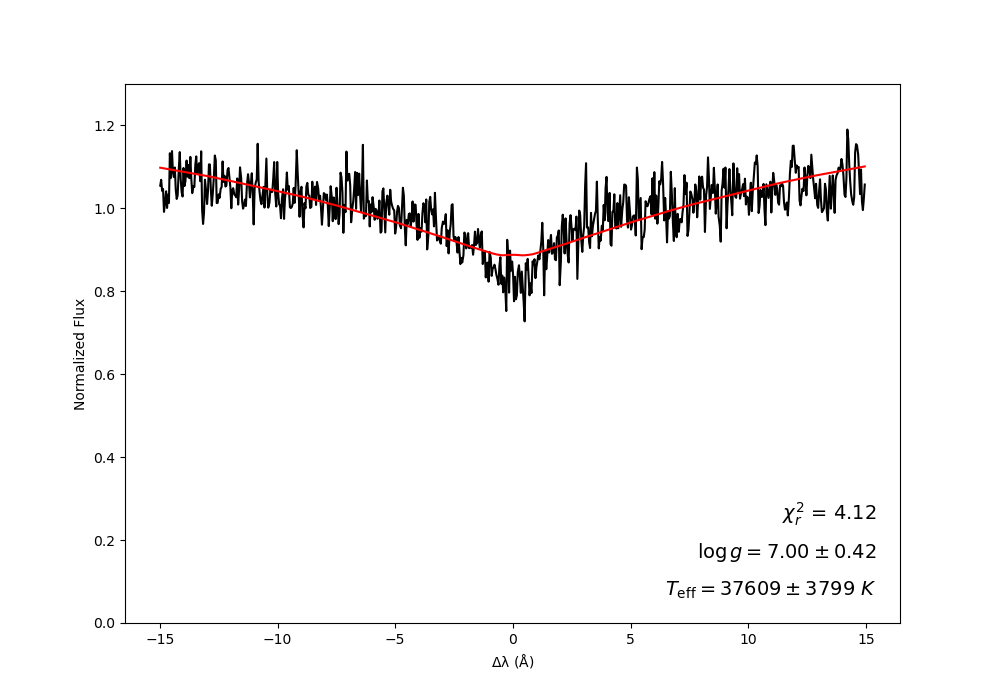 1.2
1.0
0.8
0.6
0.4
0.2
0.0
Normalized Flux
χ²ᵣ = 4.12
log g = 7.00 ± 0.42
T_eff = 37609 ± 3799 K
−15 −10 −5 0 5 10 15
Δλ (Å)